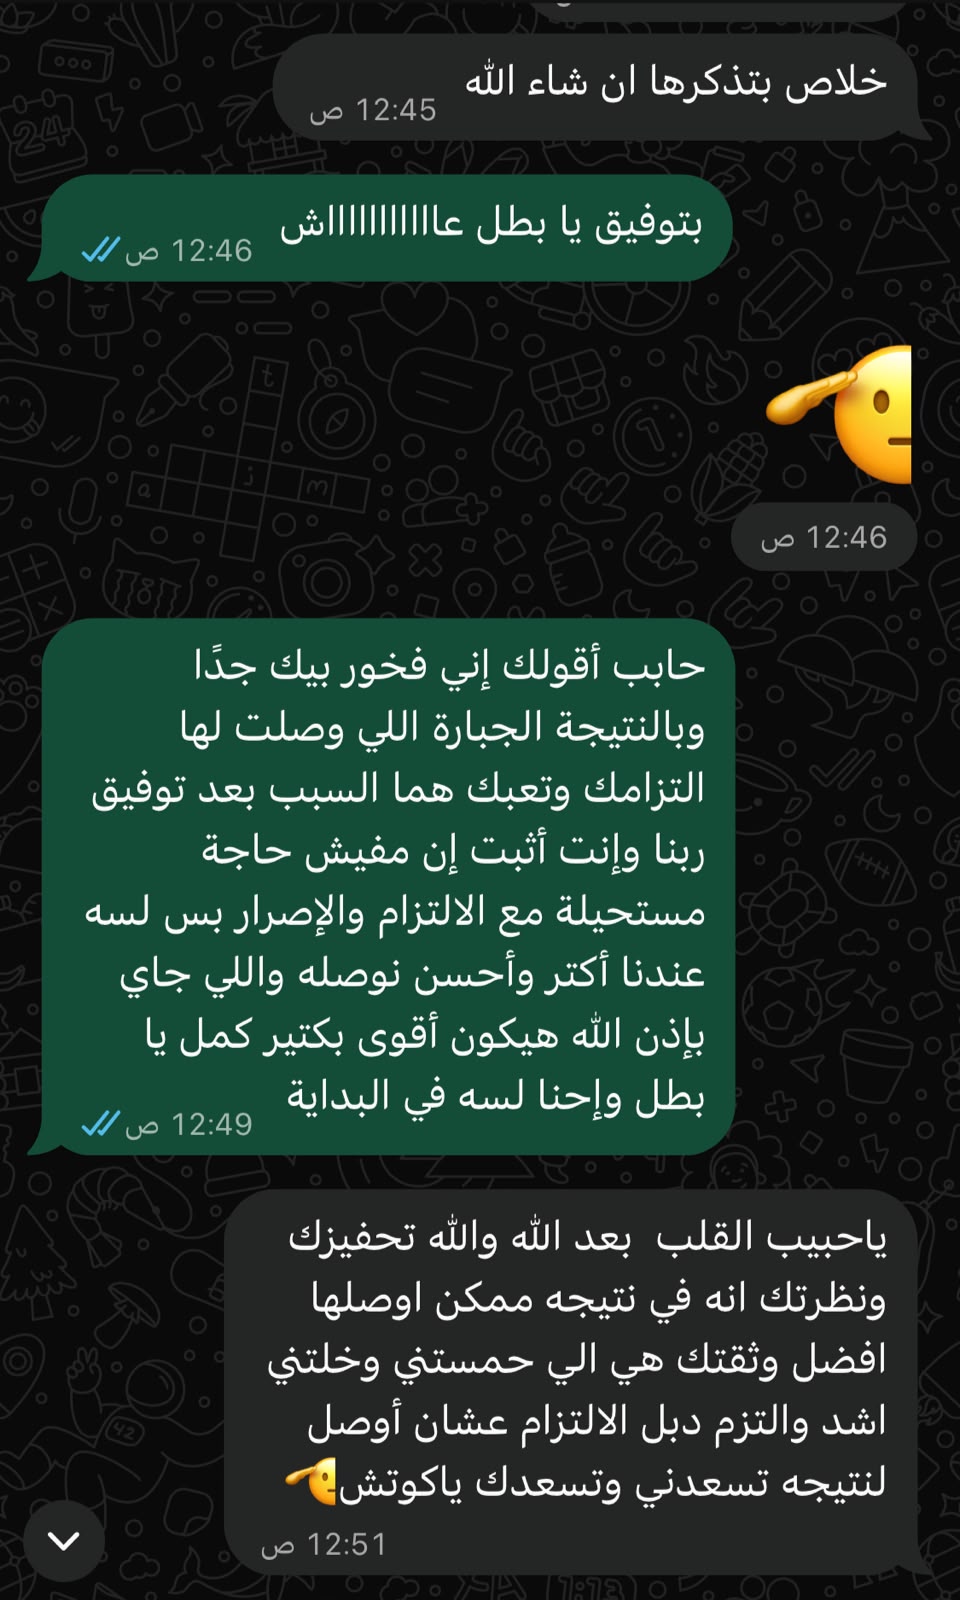 خلاص بتذكرها ان شاء الله
12:45 ص
بتوفيق يا بطل عااااااااااااش
12:46 ص
12:46 ص
حابب أقولك إني فخور بيك جدًا
وبالنتيجة الجبارة اللي وصلت لها
التزامك وتعبك هما السبب بعد توفيق
ربنا وإنت أثبت إن مفيش حاجة
مستحيلة مع الالتزام والإصرار بس لسه
عندنا أكتر وأحسن نوصله واللي جاي
بإذن الله هيكون أقوى بكتير كمل يا
بطل وإحنا لسه في البداية
12:49 ص
ياحبيب القلب  بعد الله والله تحفيزك
ونظرتك انه في نتيجه ممكن اوصلها
افضل وثقتك هي الي حمستني وخلتني
اشد والتزم دبل الالتزام عشان أوصل
لنتيجه تسعدني وتسعدك ياكوتش🫡
12:51 ص